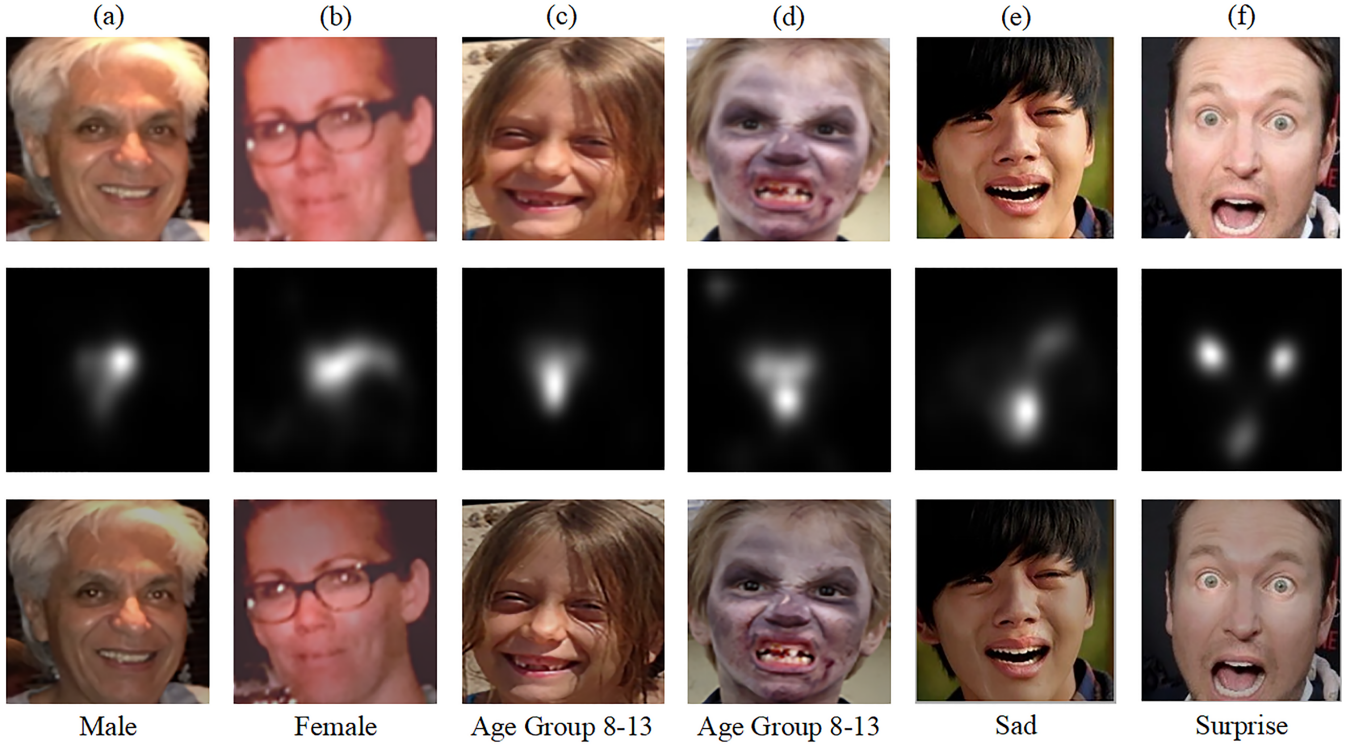 (a) (b) (c) (d) (e) (f)
Male Female Age Group 8-13 Age Group 8-13 Sad Surprise